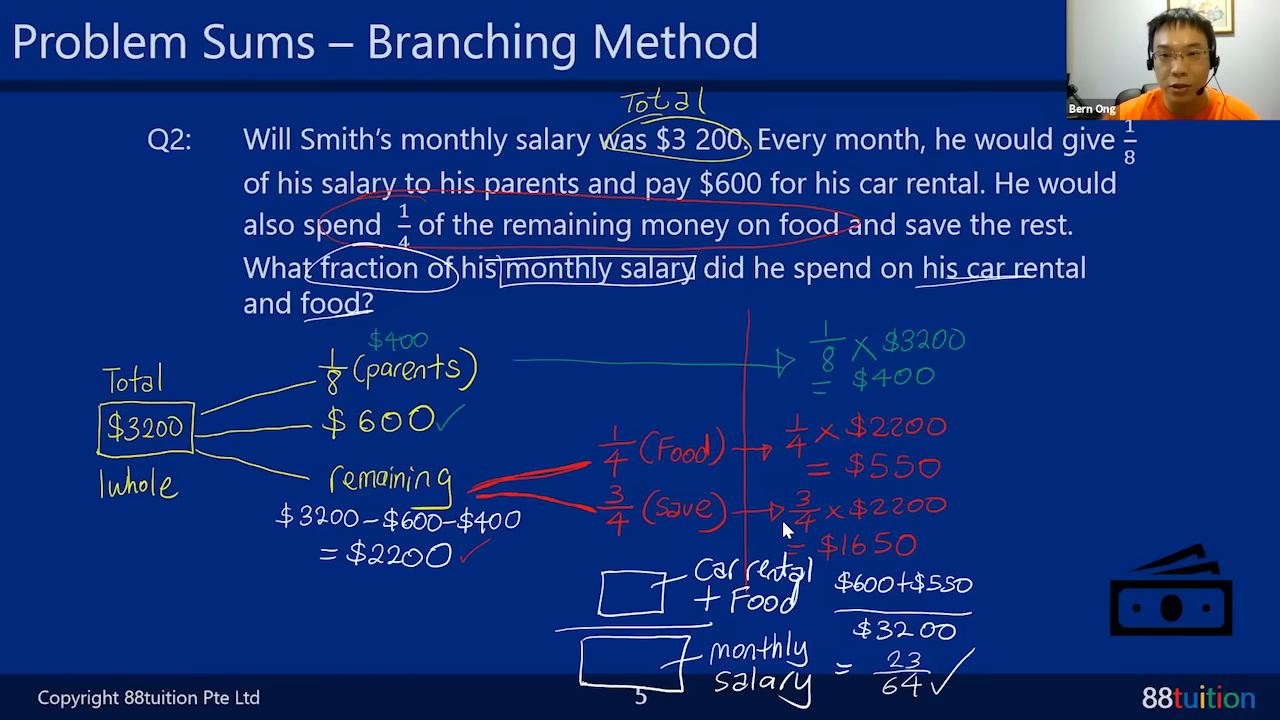 Problem Sums – Branching Method
Bern Ong
Total
Q2: Will Smith's monthly salary was $3 200. Every month, he would give 1/8
of his salary to his parents and pay $600 for his car rental. He would
also spend 1/4 of the remaining money on food and save the rest.
What fraction of his monthly salary did he spend on his car rental
and food?
Total
$3200
1whole
$400
1/8 (parents)
$600
remaining
$3200-$600-$400
= $2200
1/4 (Food)
3/4 (save)
1/8 × $3200
= $400
1/4 × $2200
= $550
3/4 × $2200
= $1650
Car rental
+ Food
monthly
salary
$600+$550
$3200
= 23/64
Copyright 88tuition Pte Ltd
5
88tuition